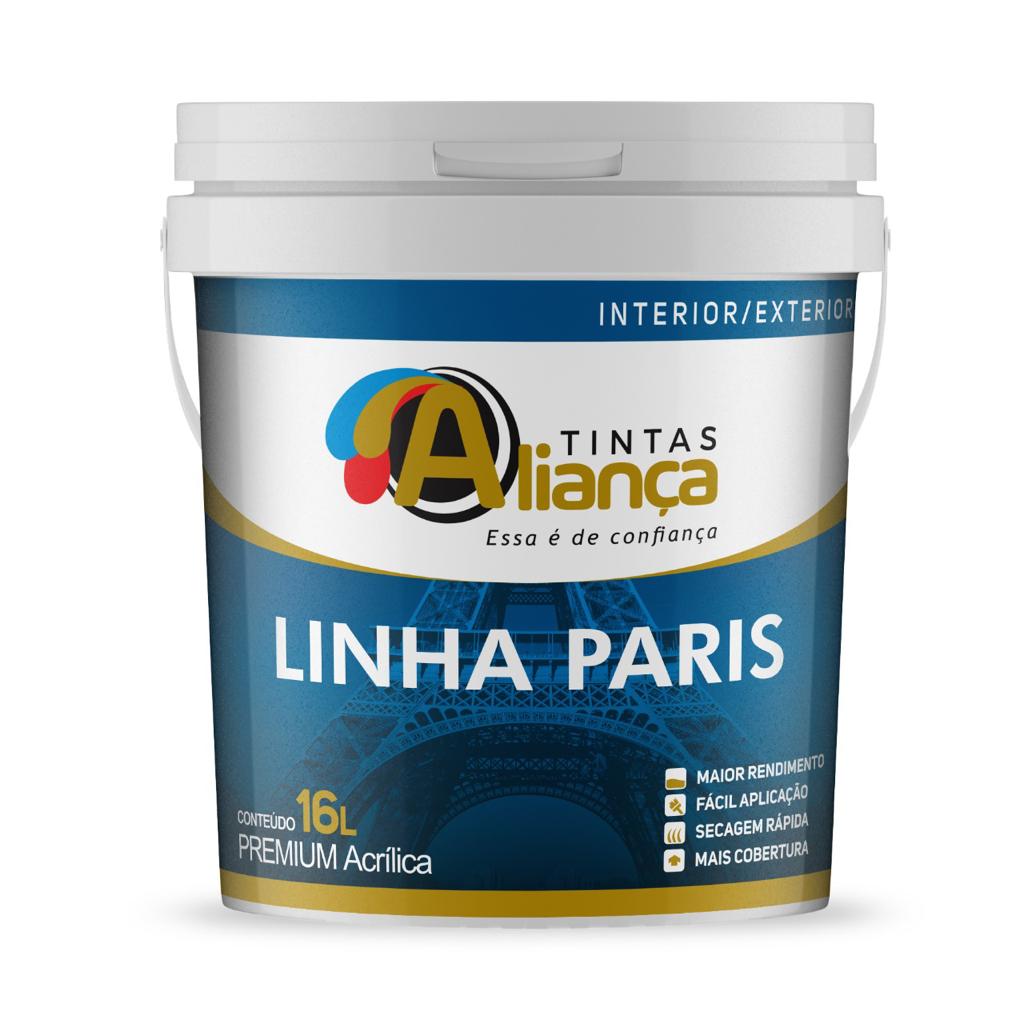 INTERIOR/EXTERIOR
TINTAS
Aliança
Essa é de confiança
LINHA PARIS
MAIOR RENDIMENTO
FÁCIL APLICAÇÃO
SECAGEM RÁPIDA
MAIS COBERTURA
CONTEÚDO 16L
PREMIUM Acrílica